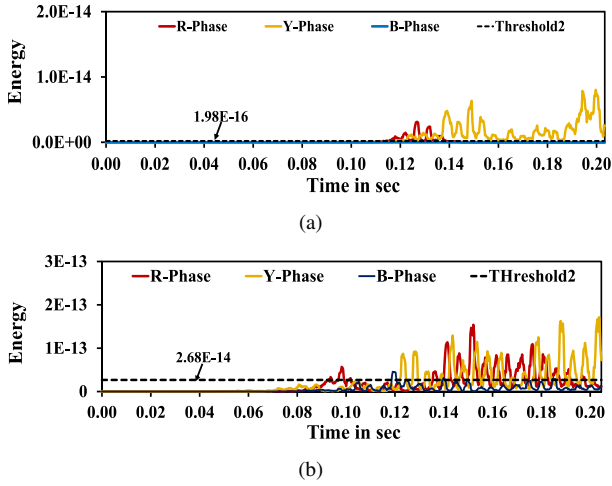 2.0E-14
R-Phase Y-Phase B-Phase Threshold2
1.0E-14
Energy
1.98E-16
0.0E+00
0.00 0.02 0.04 0.06 0.08 0.10 0.12 0.14 0.16 0.18 0.20
Time in sec
(a)
3E-13
R-Phase Y-Phase B-Phase THreshold2
2E-13
Energy
1E-13
2.68E-14
0
0.00 0.02 0.04 0.06 0.08 0.10 0.12 0.14 0.16 0.18 0.20
Time in sec
(b)